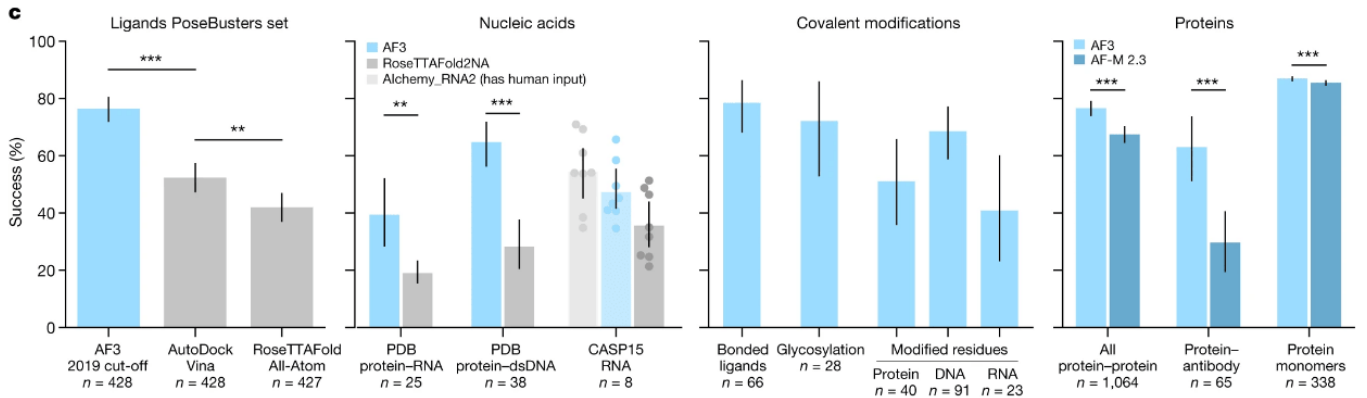 c
Ligands PoseBusters set
Success (%)
100
80
60
40
20
0
***
**
AF3
2019 cut-off
n = 428
AutoDock
Vina
n = 428
RoseTTAFold
All-Atom
n = 427
Nucleic acids
AF3
RoseTTAFold2NA
Alchemy_RNA2 (has human input)
**
***
PDB
protein–RNA
n = 25
PDB
protein–dsDNA
n = 38
CASP15
RNA
n = 8
Covalent modifications
Bonded
ligands
n = 66
Glycosylation
n = 28
Modified residues
Protein
n = 40
DNA
n = 91
RNA
n = 23
Proteins
AF3
AF-M 2.3
***
***
***
All
protein–protein
n = 1,064
Protein–
antibody
n = 65
Protein
monomers
n = 338